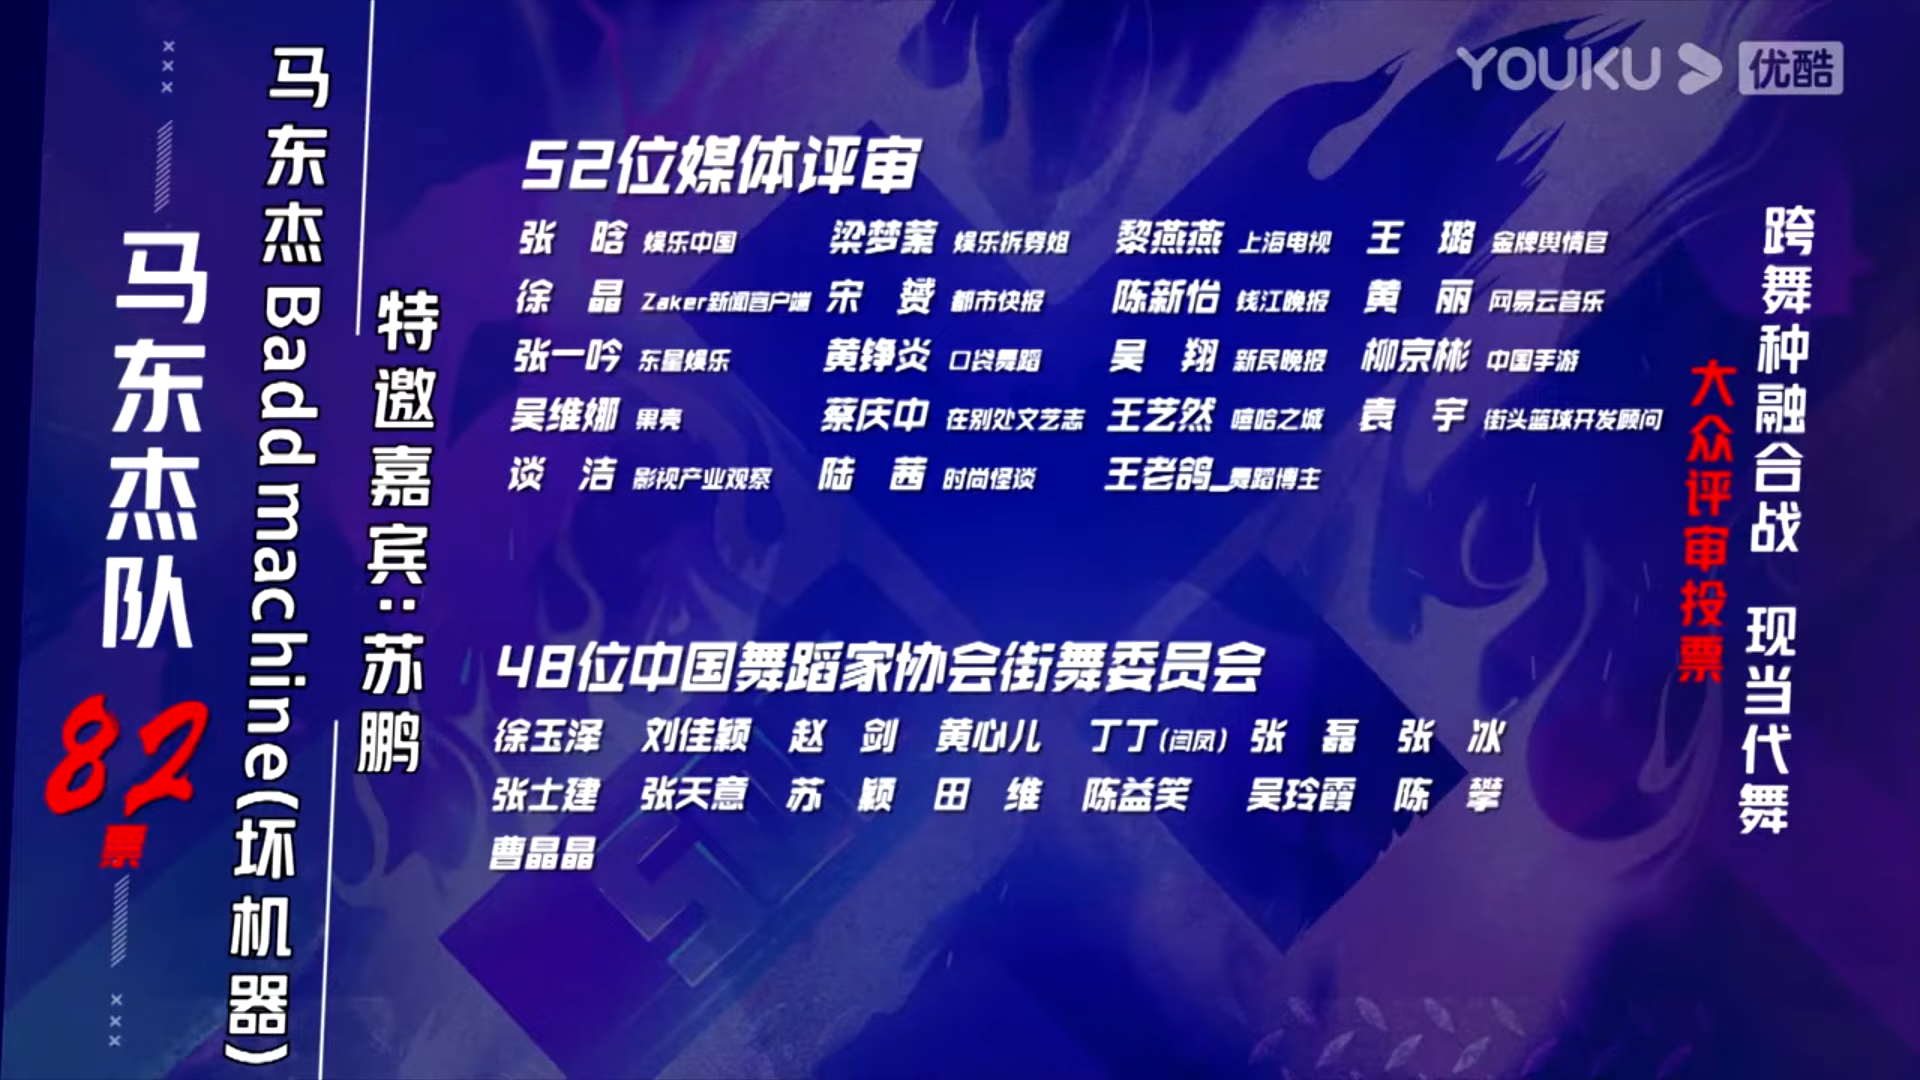 YOUKU 优酷
马东杰队
82
票
马东杰 Badd machine(坏机器)
特邀嘉宾:苏鹏
52位媒体评审
张 晗 娱乐中国 梁梦菓 娱乐拆穿姐 黎燕燕 上海电视 王 璐 金牌舆情官
徐 晶 Zaker新闻客户端 宋 赟 都市快报 陈新怡 钱江晚报 黄 丽 网易云音乐
张一吟 东星娱乐 黄铮炎 口袋舞蹈 吴 翔 新民晚报 柳京彬 中国手游
吴维娜 果壳 蔡庆中 在别处文艺志 王艺然 嘻哈之城 袁 宇 街头篮球开发顾问
谈 洁 影视产业观察 陆 茜 时尚怪谈 王老鸽_舞蹈博主
48位中国舞蹈家协会街舞委员会
徐玉泽 刘佳颖 赵 剑 黄心儿 丁丁(闫凤) 张 磊 张 冰
张士建 张天意 苏 颖 田 维 陈益笑 吴玲霞 陈 攀
曹晶晶
跨舞种融合战 现当代舞
大众评审投票